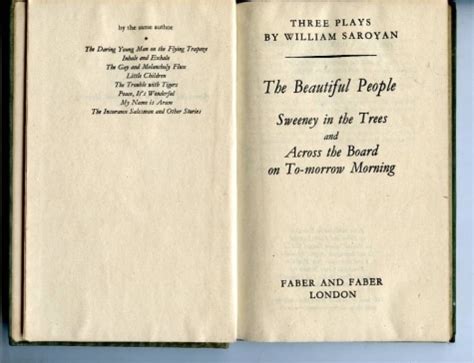 by the same author
The Daring Young Man on the Flying Trapeze
Inhale and Exhale
The Gay and Melancholy Flux
Little Children
The Trouble with Tigers
Peace, It's Wonderful
My Name is Aram
The Insurance Salesman and Other Stories
THREE PLAYS
BY WILLIAM SAROYAN
The Beautiful People
Sweeney in the Trees
and
Across the Board
on To-morrow Morning
FABER AND FABER
LONDON